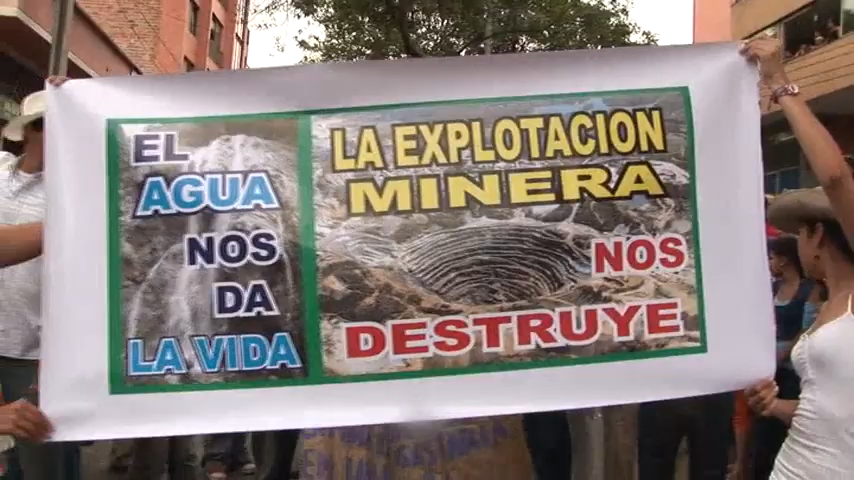 EL
AGUA
NOS
DA
LA VIDA
LA EXPLOTACION
MINERA
NOS
DESTRUYE